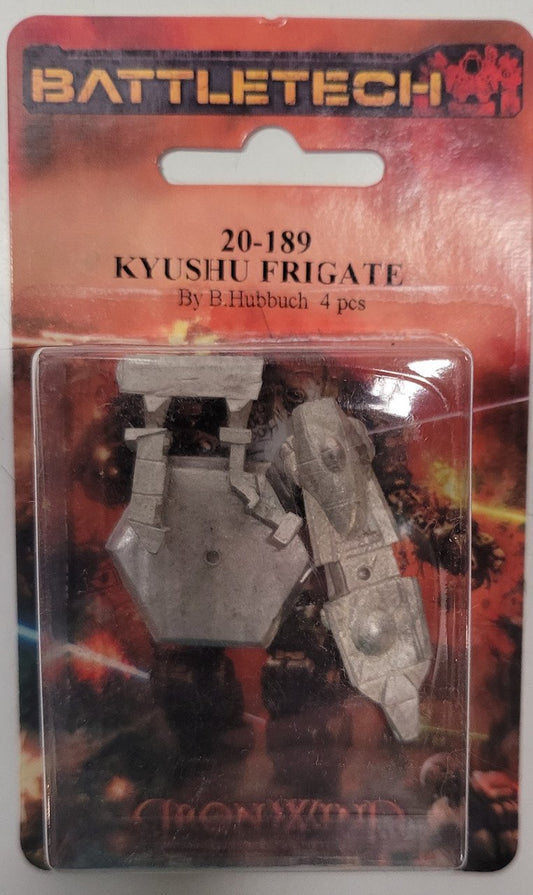 BATTLETECH
20-189
KYUSHU FRIGATE
By B.Hubbuch 4 pcs